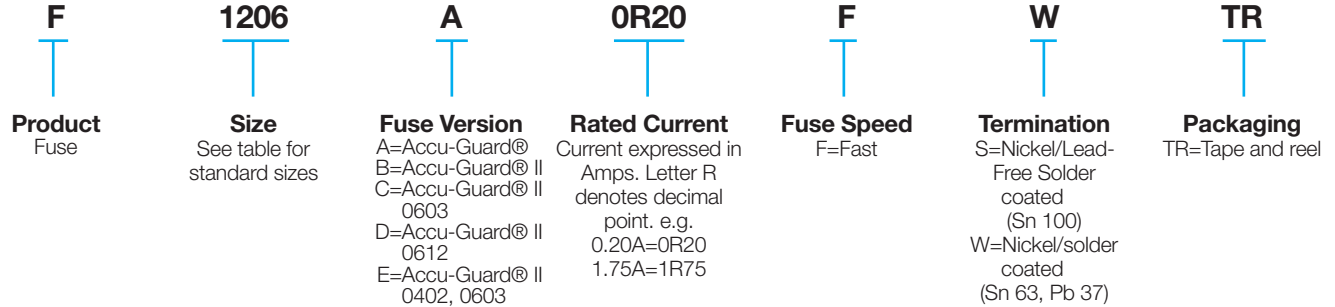 F
1206
A
0R20
F
W
TR
Product
Fuse
Size
See table for
standard sizes
Fuse Version
A=Accu-Guard®
B=Accu-Guard® II
C=Accu-Guard® II
0603
D=Accu-Guard® II
0612
E=Accu-Guard® II
0402, 0603
Rated Current
Current expressed in
Amps. Letter R
denotes decimal
point. e.g.
0.20A=0R20
1.75A=1R75
Fuse Speed
F=Fast
Termination
S=Nickel/Lead-
Free Solder
coated
(Sn 100)
W=Nickel/solder
coated
(Sn 63, Pb 37)
Packaging
TR=Tape and reel